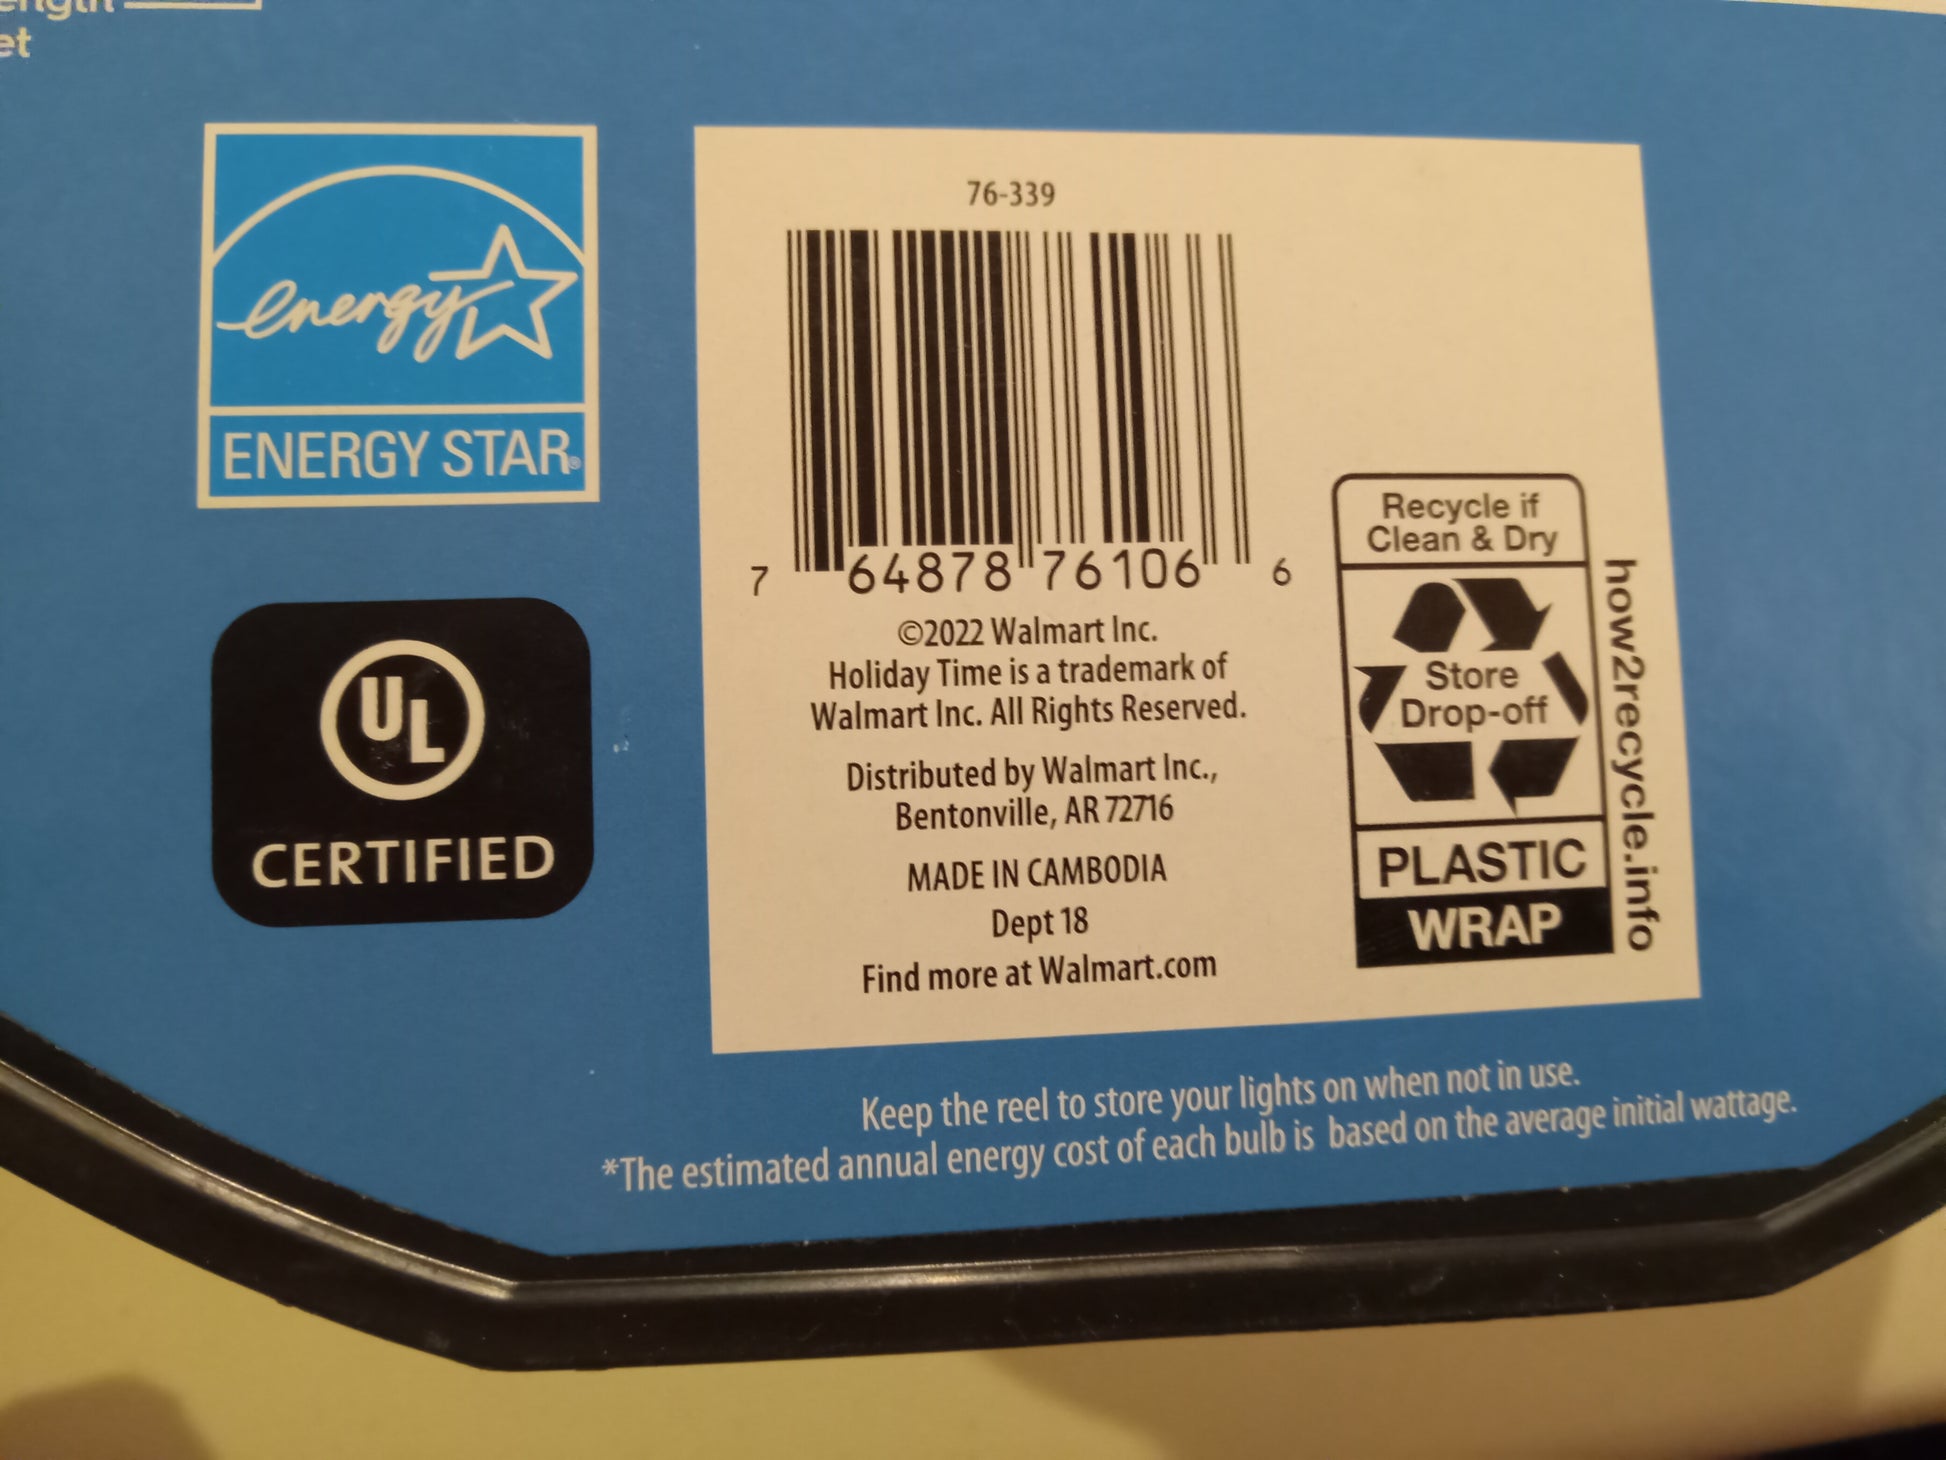 energy
ENERGY STAR®
UL
CERTIFIED
76-339
7 64878 76106 6
©2022 Walmart Inc.
Holiday Time is a trademark of
Walmart Inc. All Rights Reserved.
Distributed by Walmart Inc.,
Bentonville, AR 72716
MADE IN CAMBODIA
Dept 18
Find more at Walmart.com
Recycle if
Clean & Dry
Store
Drop-off
PLASTIC
WRAP
how2recycle.info
Keep the reel to store your lights on when not in use.
*The estimated annual energy cost of each bulb is based on the average initial wattage.